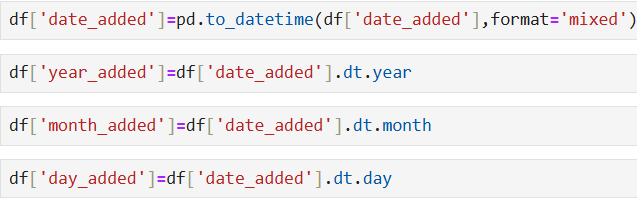 df['date_added']=pd.to_datetime(df['date_added'],format='mixed')
df['year_added']=df['date_added'].dt.year
df['month_added']=df['date_added'].dt.month
df['day_added']=df['date_added'].dt.day